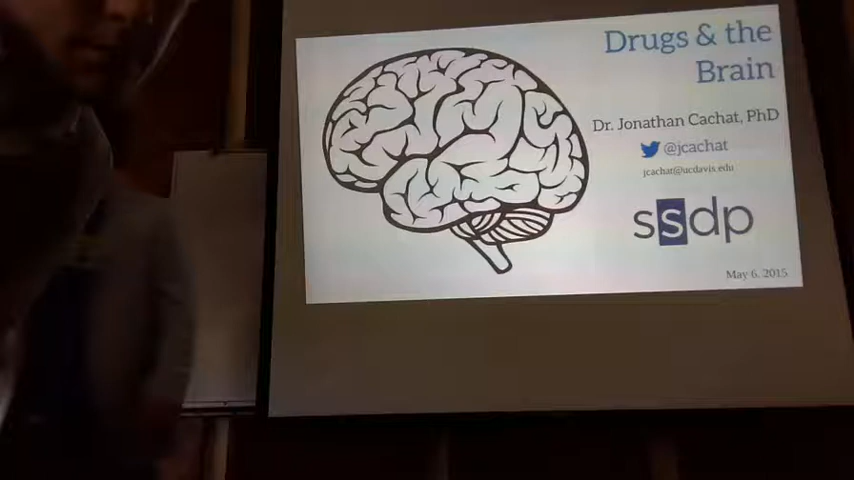 Drugs & the
Brain
Dr. Jonathan Cachat, PhD
@jcachat
jcachat@ucdavis.edu
ssdp
May 6, 2015